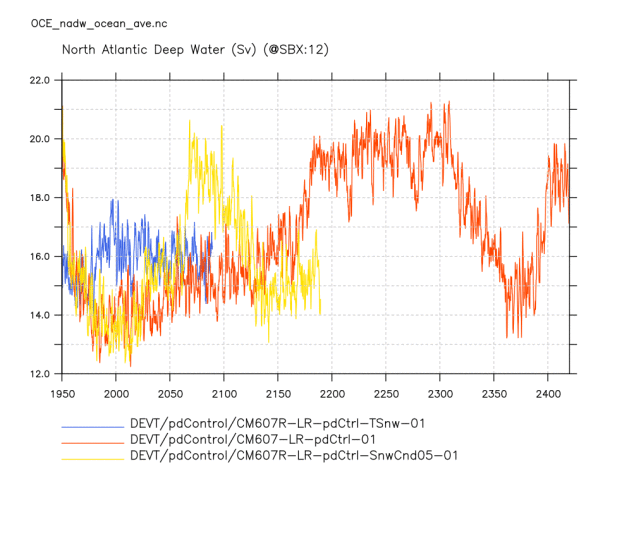 OCE_nadw_ocean_ave.nc
North Atlantic Deep Water (Sv) (@SBX:12)
22.0
20.0
18.0
16.0
14.0
12.0
1950 2000 2050 2100 2150 2200 2250 2300 2350 2400
DEVT/pdControl/CM607R-LR-pdCtrl-TSnw-01
DEVT/pdControl/CM607-LR-pdCtrl-01
DEVT/pdControl/CM607R-LR-pdCtrl-SnwCnd05-01